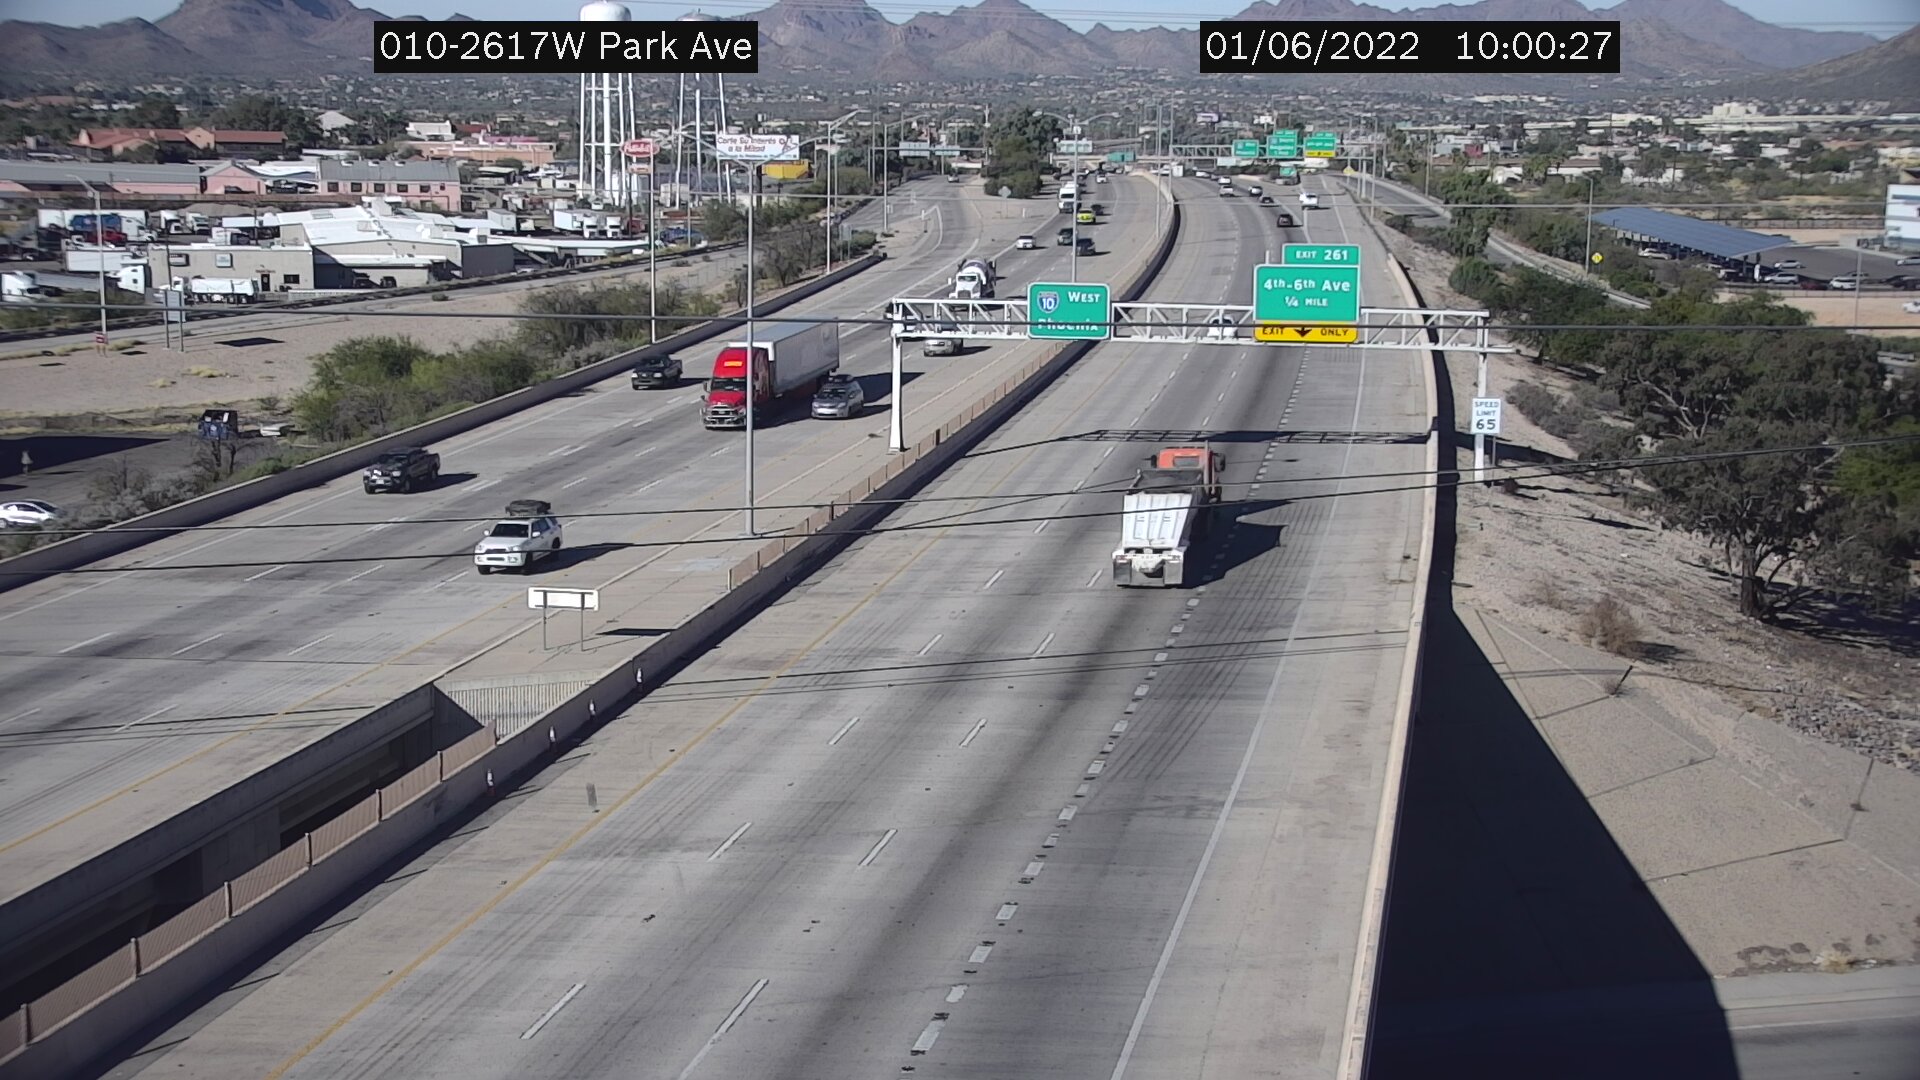 010-2617W Park Ave
01/06/2022 10:00:27
EXIT 261
WEST
10
Phoenix
4th-6th Ave
1/4 MILE
EXIT ONLY
SPEED
LIMIT
65